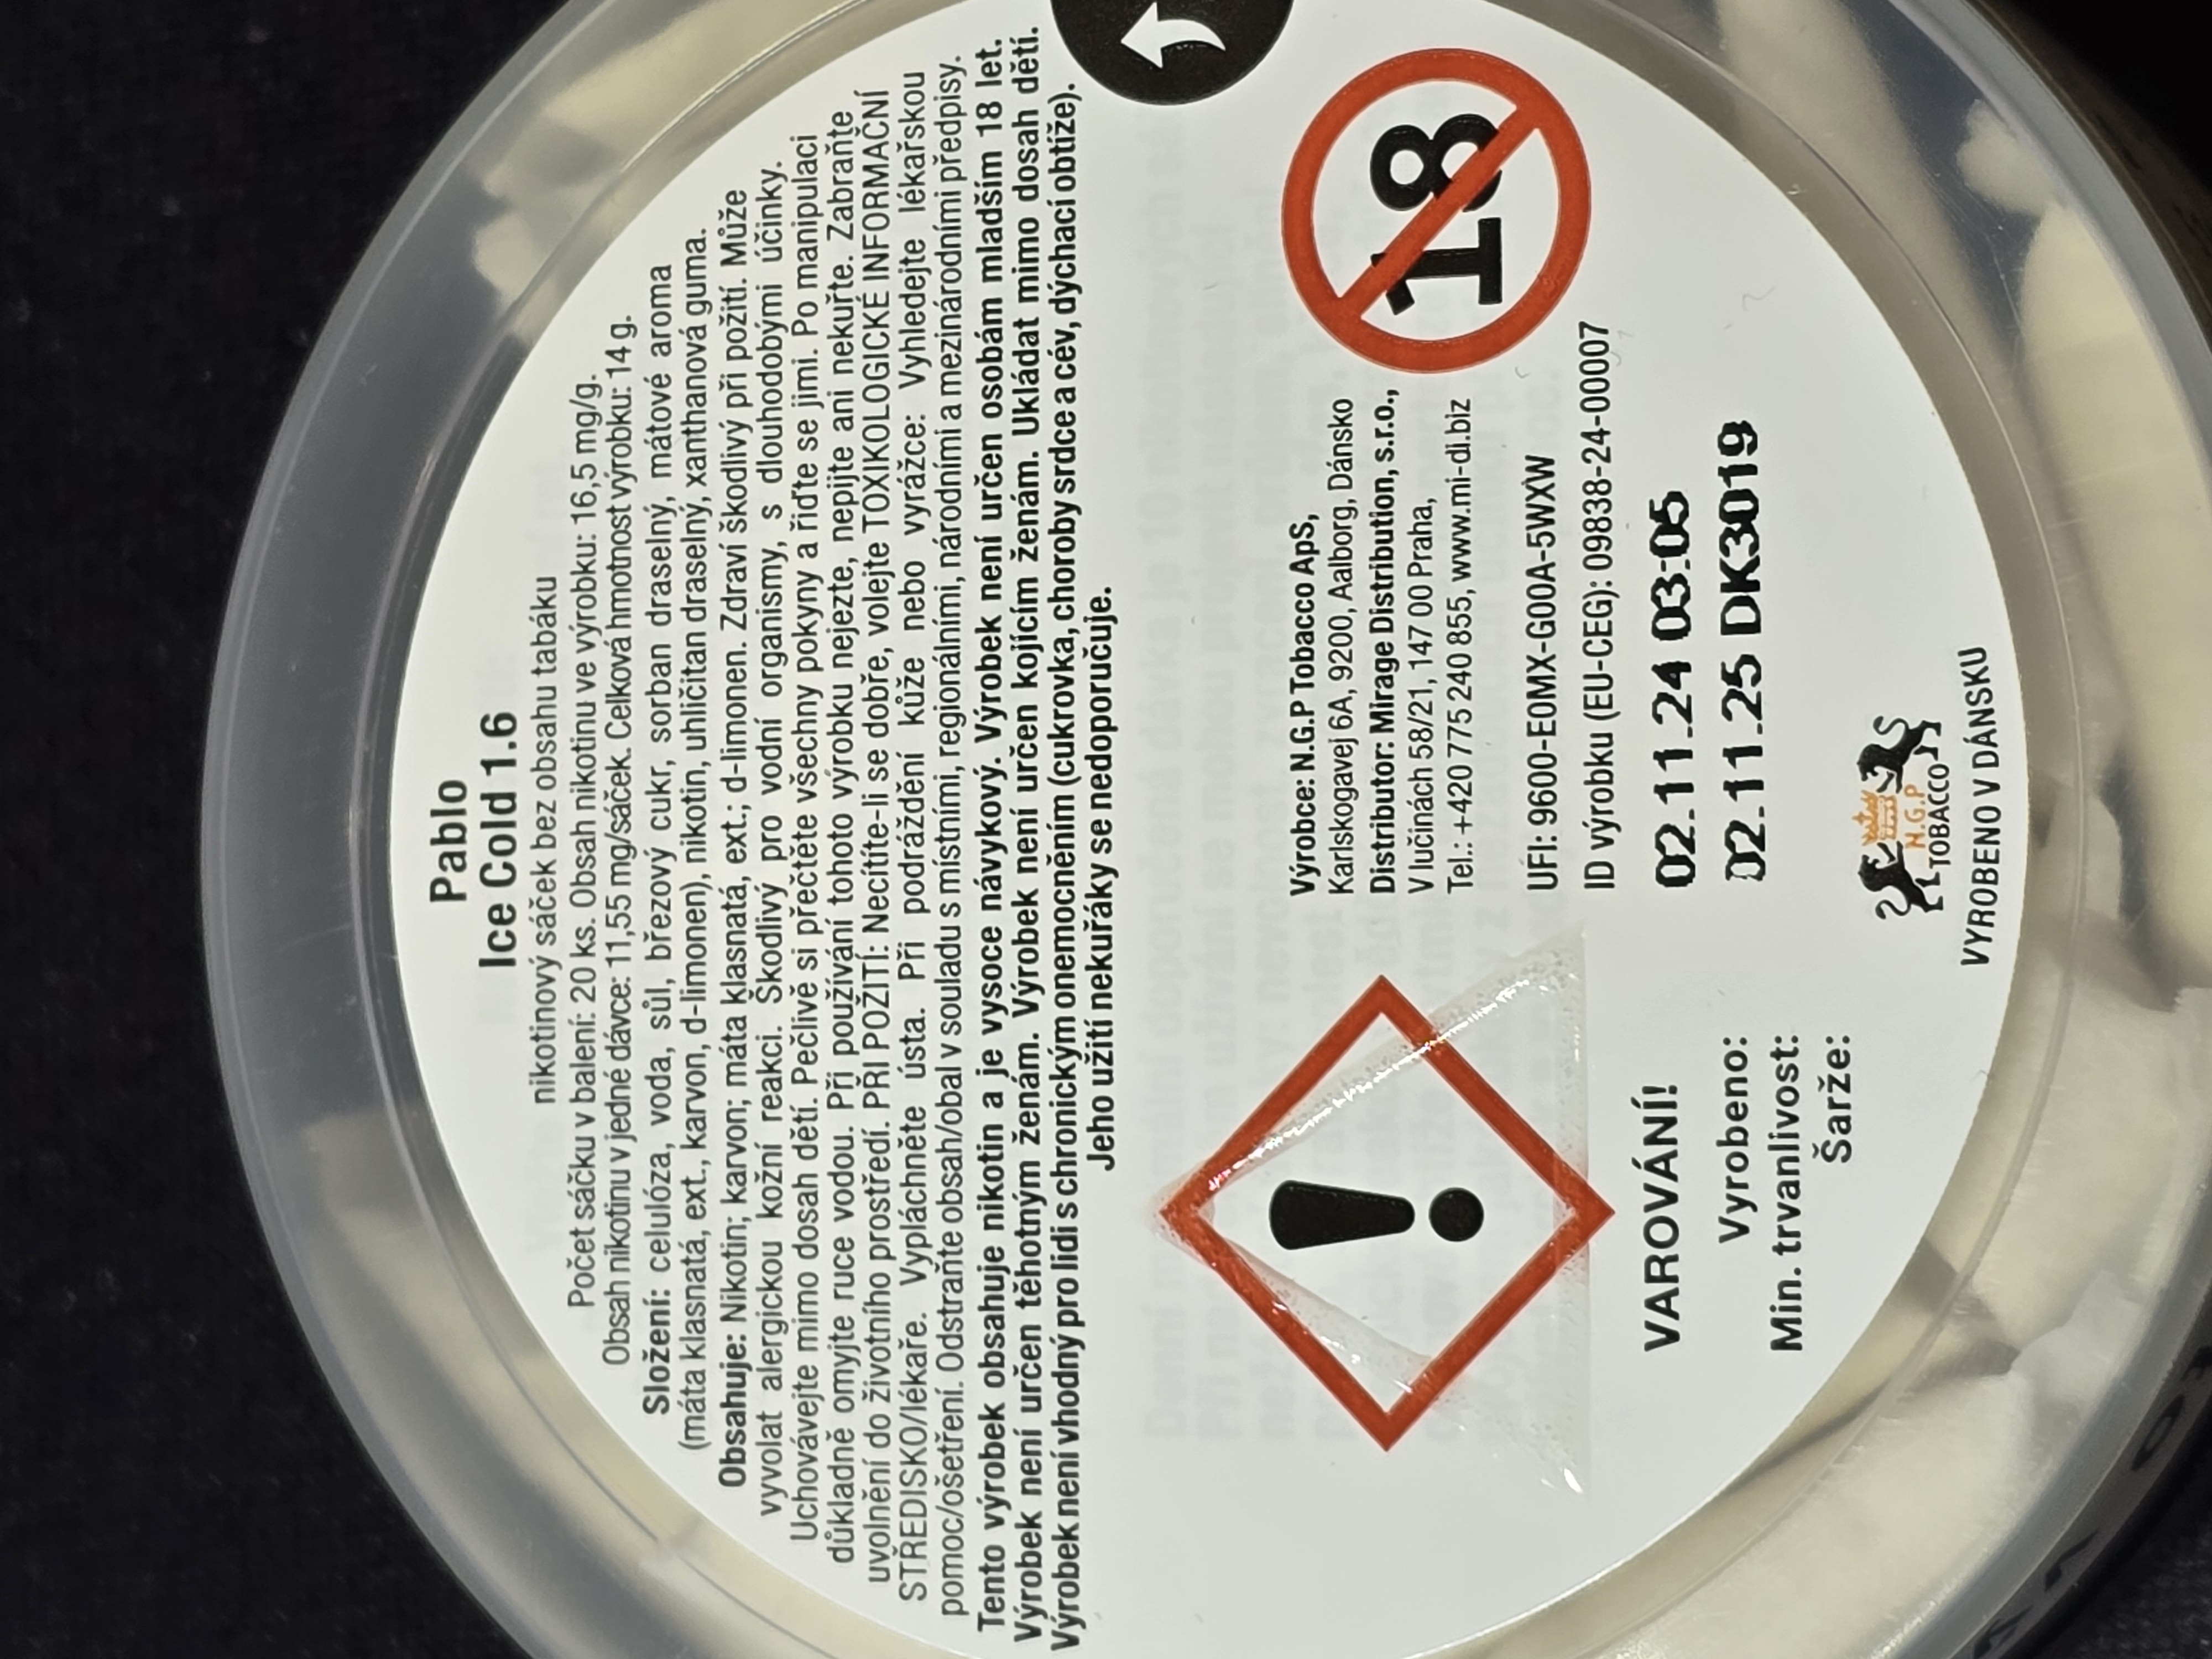 Pablo
Ice Cold 1.6
nikotinový sáček bez obsahu tabáku
Počet sáčku v balení: 20 ks. Obsah nikotinu ve výrobku: 16,5 mg/g.
Obsah nikotinu v jedné dávce: 11,55 mg/sáček. Celková hmotnost výrobku: 14 g.
Složení: celulóza, voda, sůl, březový cukr, sorban draselný, mátové aroma
(máta klasnatá, ext., karvon, d-limonen), nikotin, uhličitan draselný, xanthanová guma.
Obsahuje: Nikotin; karvon; máta klasnatá, ext.; d-limonen. Zdraví škodlivý při požití. Může
vyvolat alergickou kožní reakci. Škodlivý pro vodní organismy, s dlouhodobými účinky.
Uchovávejte mimo dosah dětí. Pečlivě si přečtěte všechny pokyny a řiďte se jimi. Po manipulaci
důkladně omyjte ruce vodou. Při používání tohoto výrobku nejezte, nepijte ani nekuřte. Zabraňte
uvolnění do životního prostředí. PŘI POŽITÍ: Necítíte-li se dobře, volejte TOXIKOLOGICKÉ INFORMAČNÍ
STŘEDISKO/lékaře. Vypláchněte ústa. Při podráždění kůže nebo vyrážce: Vyhledejte lékařskou
pomoc/ošetření. Odstraňte obsah/obal v souladu s místními, regionálními, národními a mezinárodními předpisy.
Tento výrobek obsahuje nikotin a je vysoce návykový. Výrobek není určen osobám mladším 18 let.
Výrobek není určen těhotným ženám. Výrobek není určen kojícím ženám. Ukládat mimo dosah dětí.
Výrobek není vhodný pro lidi s chronickým onemocněním (cukrovka, choroby srdce a cév, dýchací obtíže).
Jeho užití nekuřáky se nedoporučuje.
Výrobce: N.G.P Tobacco ApS,
Karlskogavej 6A, 9200, Aalborg, Dánsko
Distributor: Mirage Distribution, s.r.o.,
V lučinách 58/21, 147 00 Praha,
Tel.: +420 775 240 855, www.mi-dl.biz
18
UFI: 9600-E0MX-G00A-5WXW
ID výrobku (EU-CEG): 09838-24-00007
VAROVÁNÍ!
02.11.24 03:05
02.11.25 DK3019
Vyrobeno:
Min. trvanlivost:
Šarže:
N.G.P
TOBACCO
VYROBENO V DÁNSKU